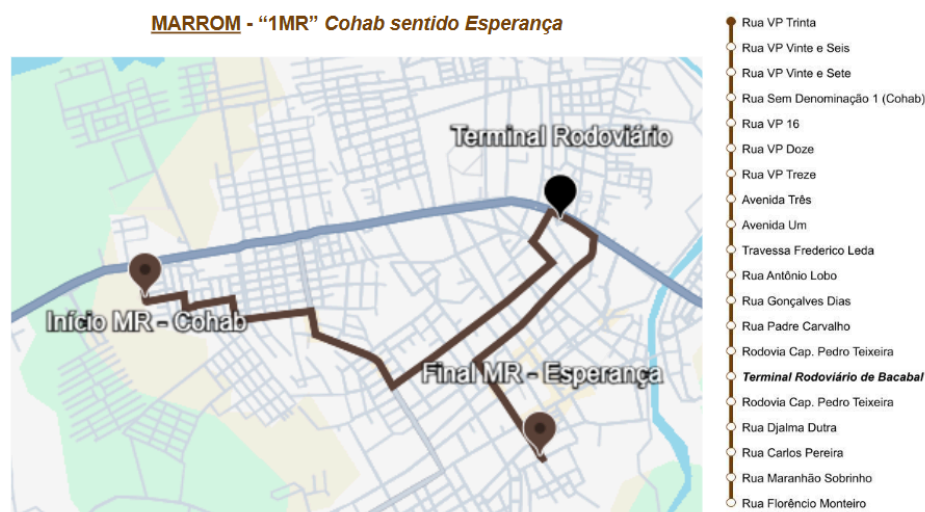 MARROM - “1MR” Cohab sentido Esperança
Terminal Rodoviário
Início MR - Cohab
Final MR - Esperança
Rua VP Trinta
Rua VP Vinte e Seis
Rua VP Vinte e Sete
Rua Sem Denominação 1 (Cohab)
Rua VP 16
Rua VP Doze
Rua VP Treze
Avenida Três
Avenida Um
Travessa Frederico Leda
Rua Antônio Lobo
Rua Gonçalves Dias
Rua Padre Carvalho
Rodovia Cap. Pedro Teixeira
Terminal Rodoviário de Bacabal
Rodovia Cap. Pedro Teixeira
Rua Djalma Dutra
Rua Carlos Pereira
Rua Maranhão Sobrinho
Rua Florêncio Monteiro